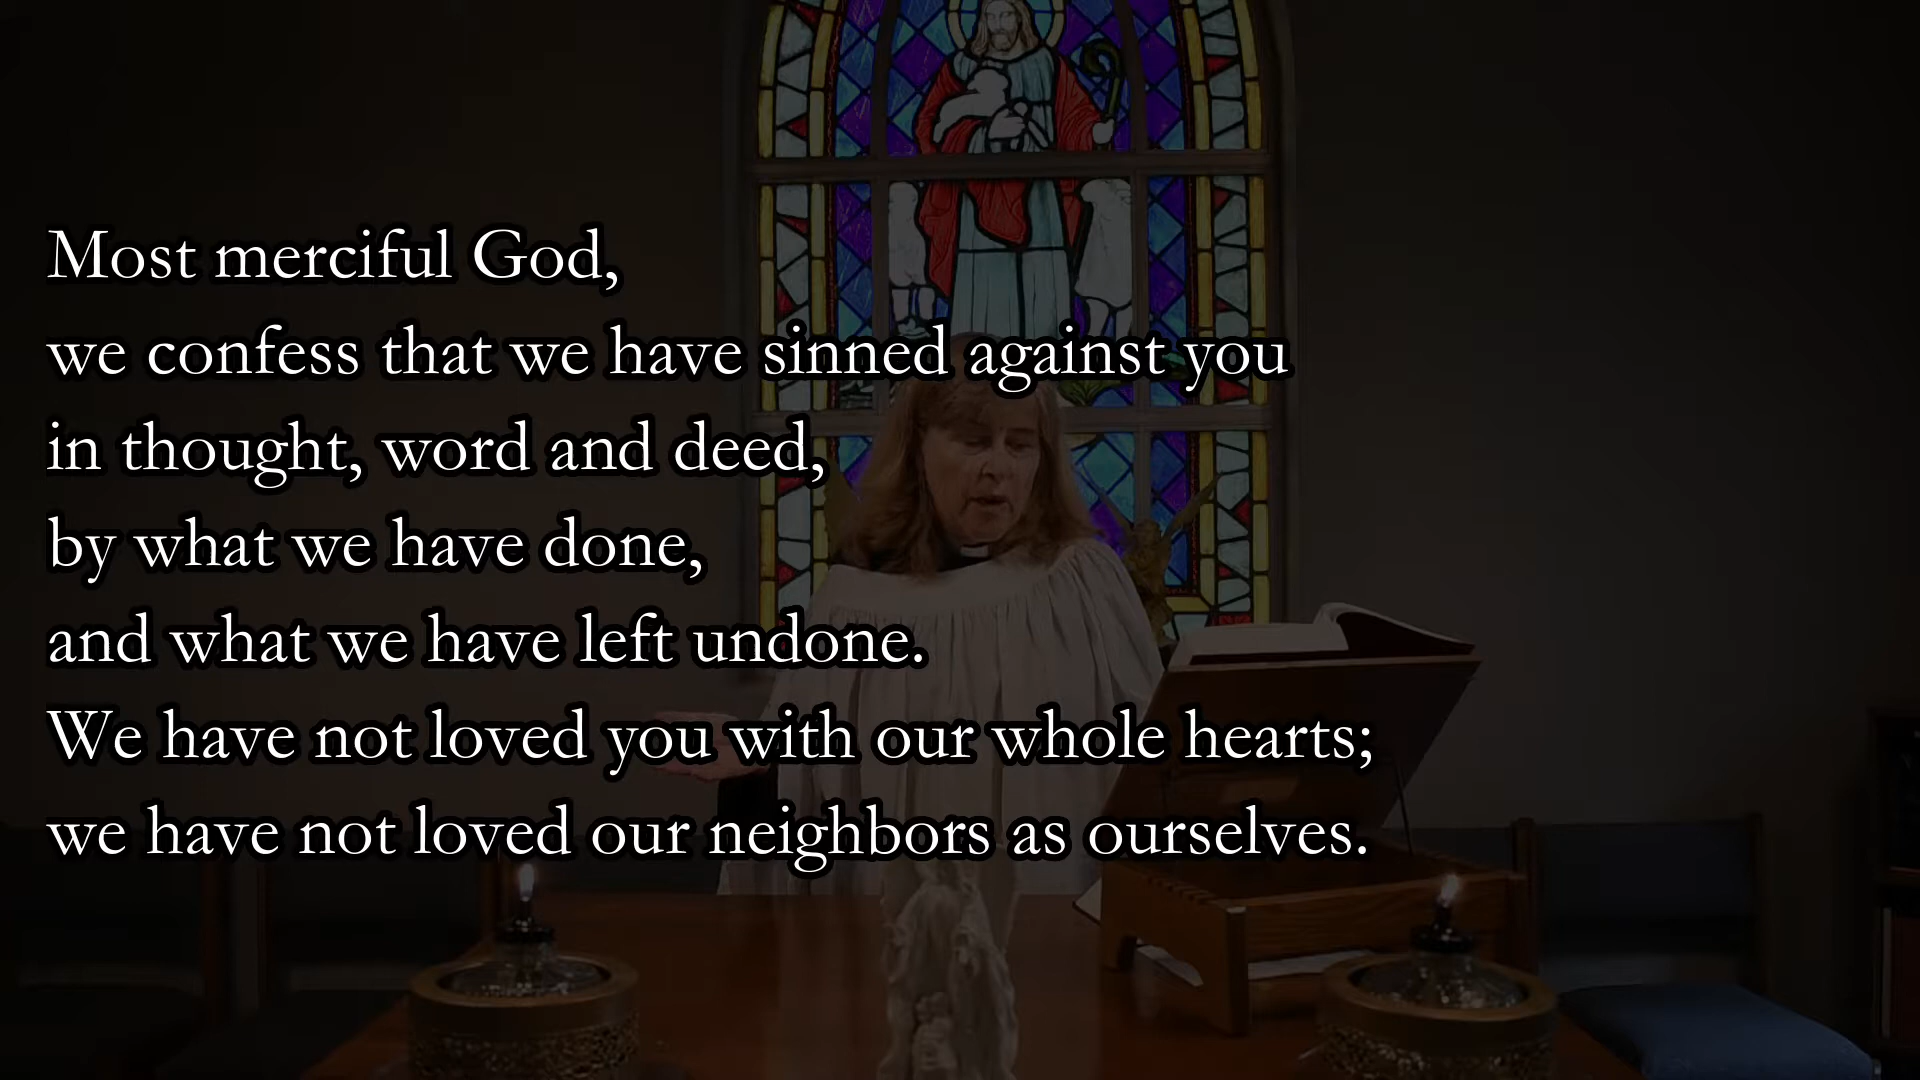 Most merciful God,
we confess that we have sinned against you
in thought, word and deed,
by what we have done,
and what we have left undone.
We have not loved you with our whole hearts;
we have not loved our neighbors as ourselves.